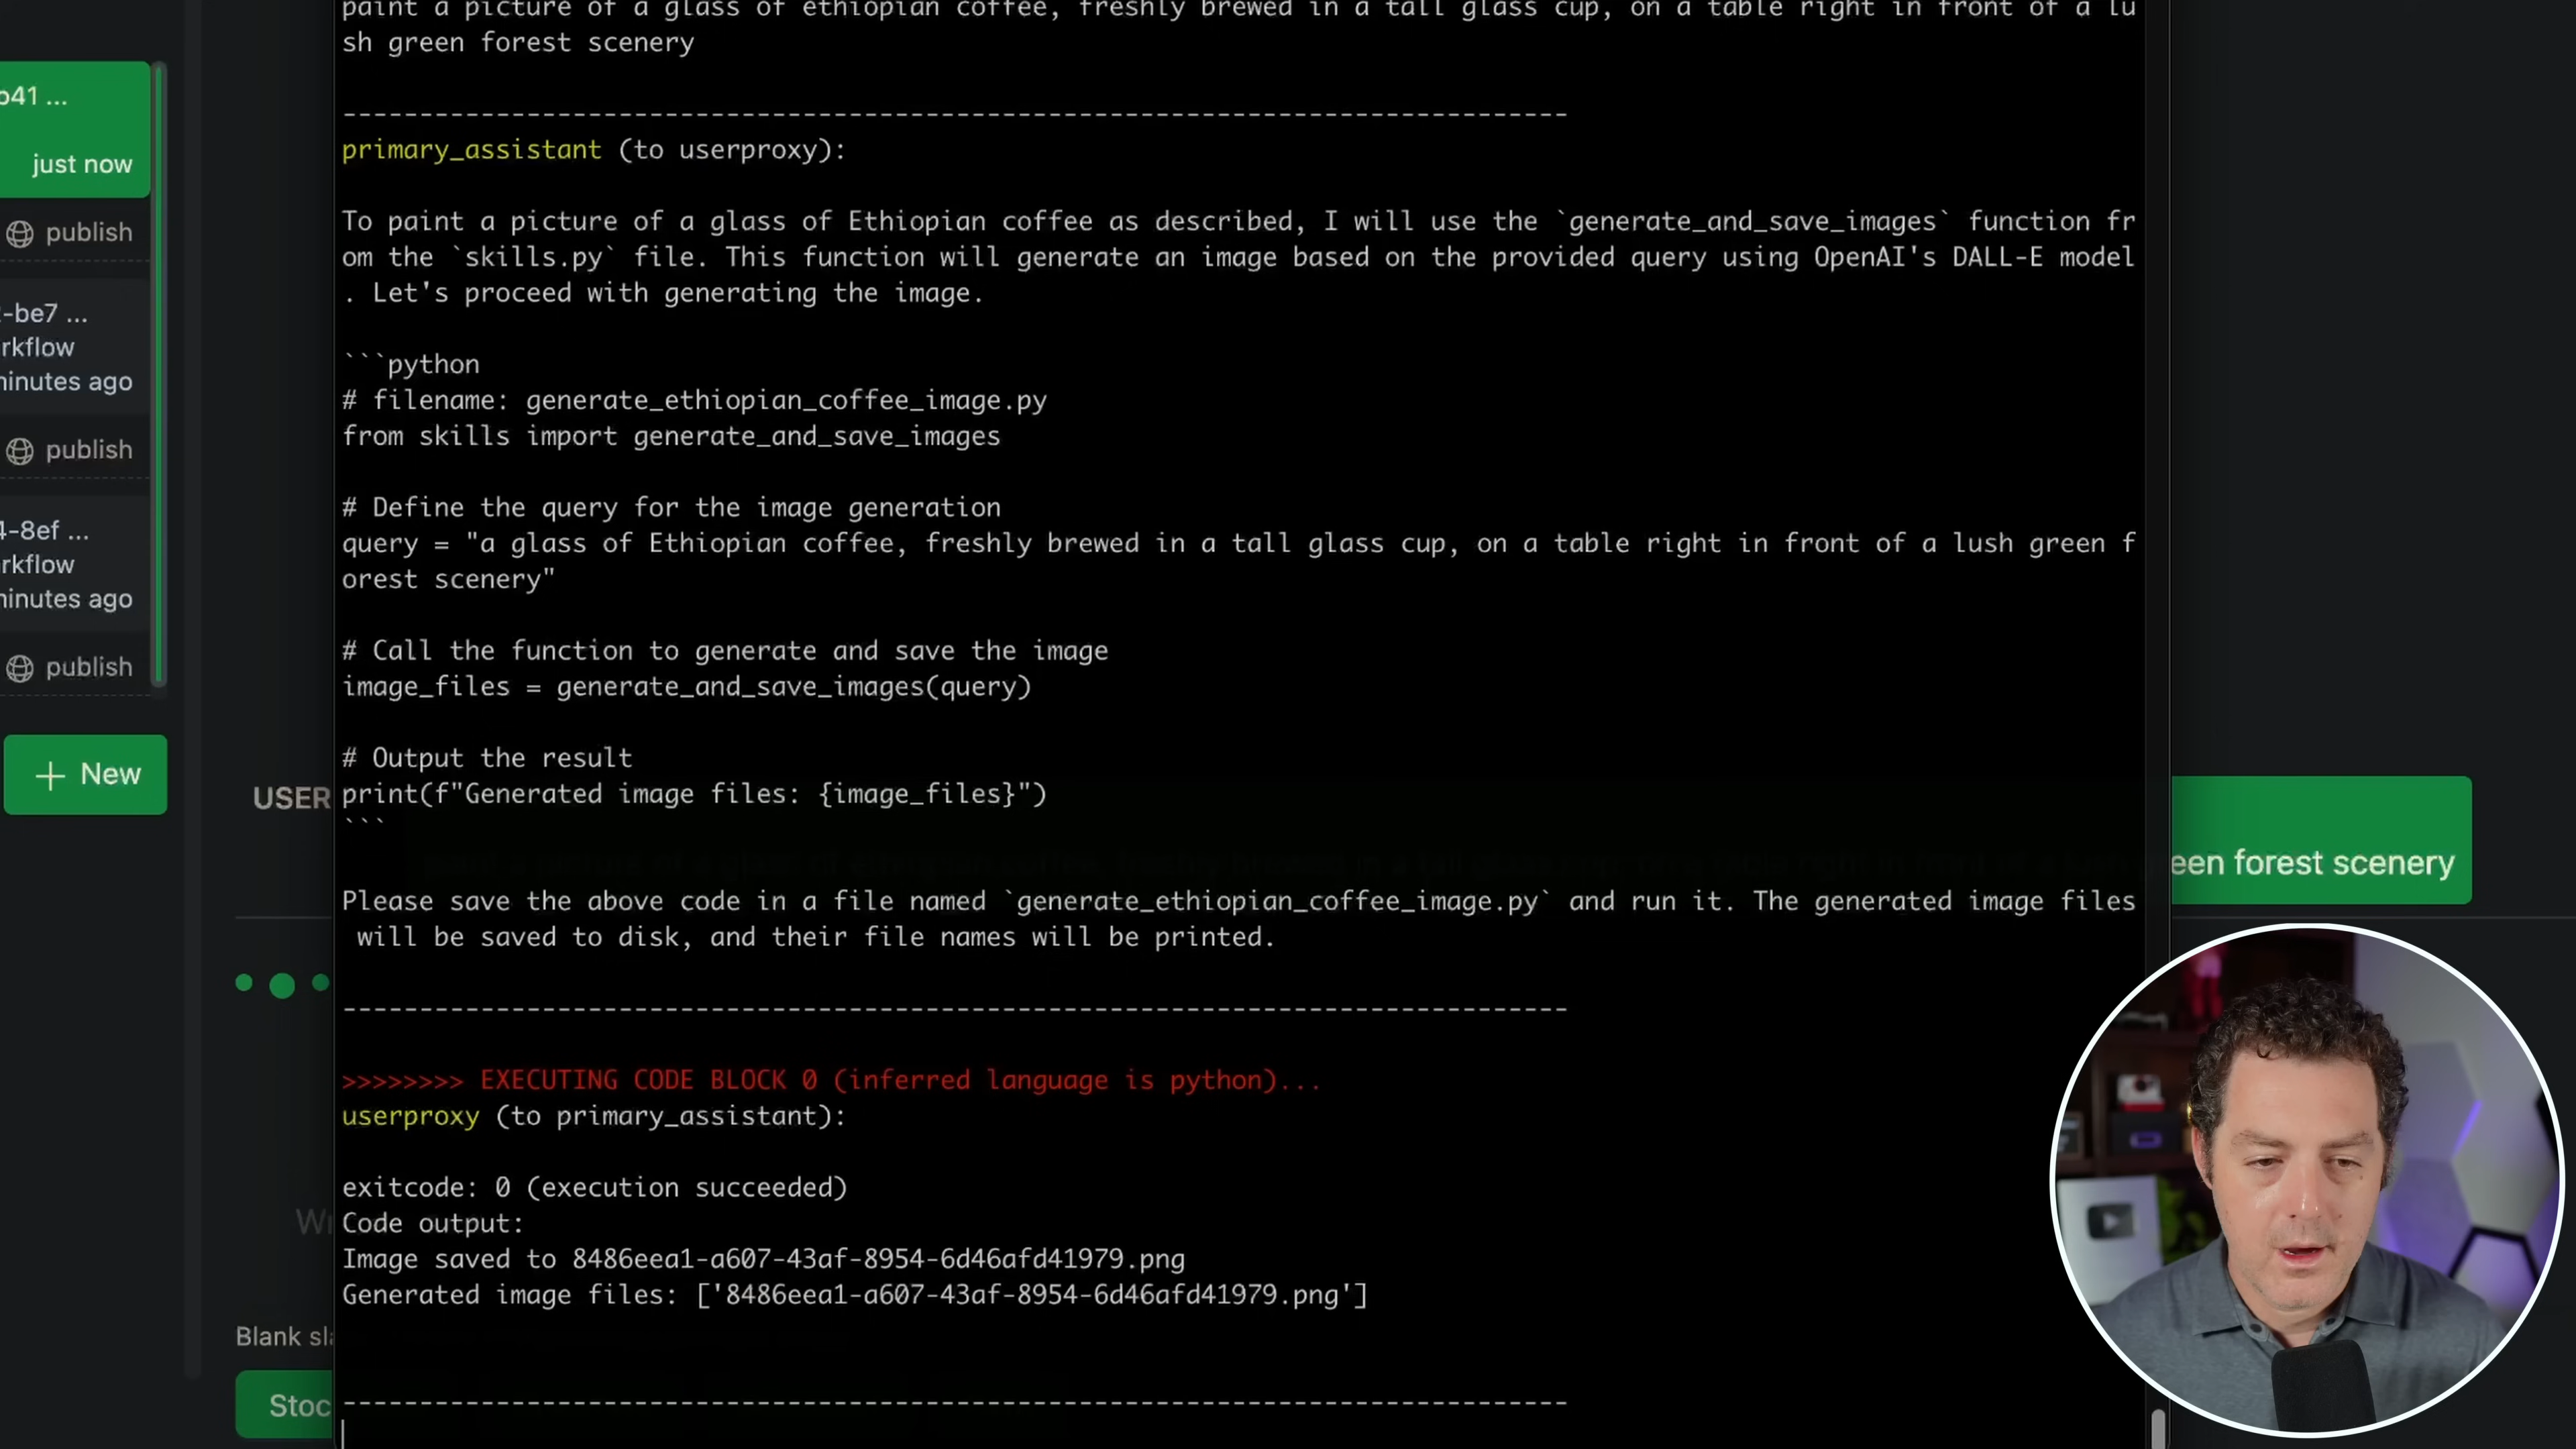 paint a picture of a glass of ethiopian coffee, freshly brewed in a tall glass cup, on a table right in front of a lu
sh green forest scenery
--------------------------------------------------------------------------------
primary_assistant (to userproxy):
To paint a picture of a glass of Ethiopian coffee as described, I will use the `generate_and_save_images` function fr
om the `skills.py` file. This function will generate an image based on the provided query using OpenAI's DALL-E model
. Let's proceed with generating the image.
```python
# filename: generate_ethiopian_coffee_image.py
from skills import generate_and_save_images
# Define the query for the image generation
query = "a glass of Ethiopian coffee, freshly brewed in a tall glass cup, on a table right in front of a lush green f
orest scenery"
# Call the function to generate and save the image
image_files = generate_and_save_images(query)
# Output the result
print(f"Generated image files: {image_files}")
```
Please save the above code in a file named `generate_ethiopian_coffee_image.py` and run it. The generated image files
will be saved to disk, and their file names will be printed.
--------------------------------------------------------------------------------
>>>>>>>> EXECUTING CODE BLOCK 0 (inferred language is python)...
userproxy (to primary_assistant):
exitcode: 0 (execution succeeded)
Code output:
Image saved to 8486eea1-a607-43af-8954-6d46afd41979.png
Generated image files: ['8486eea1-a607-43af-8954-6d46afd41979.png']
--------------------------------------------------------------------------------
b41 ...
just now
publish
-be7 ...
rkflow
minutes ago
publish
4-8ef ...
rkflow
minutes ago
publish
+ New
USER
een forest scenery
Wr
Blank sl
Stoc